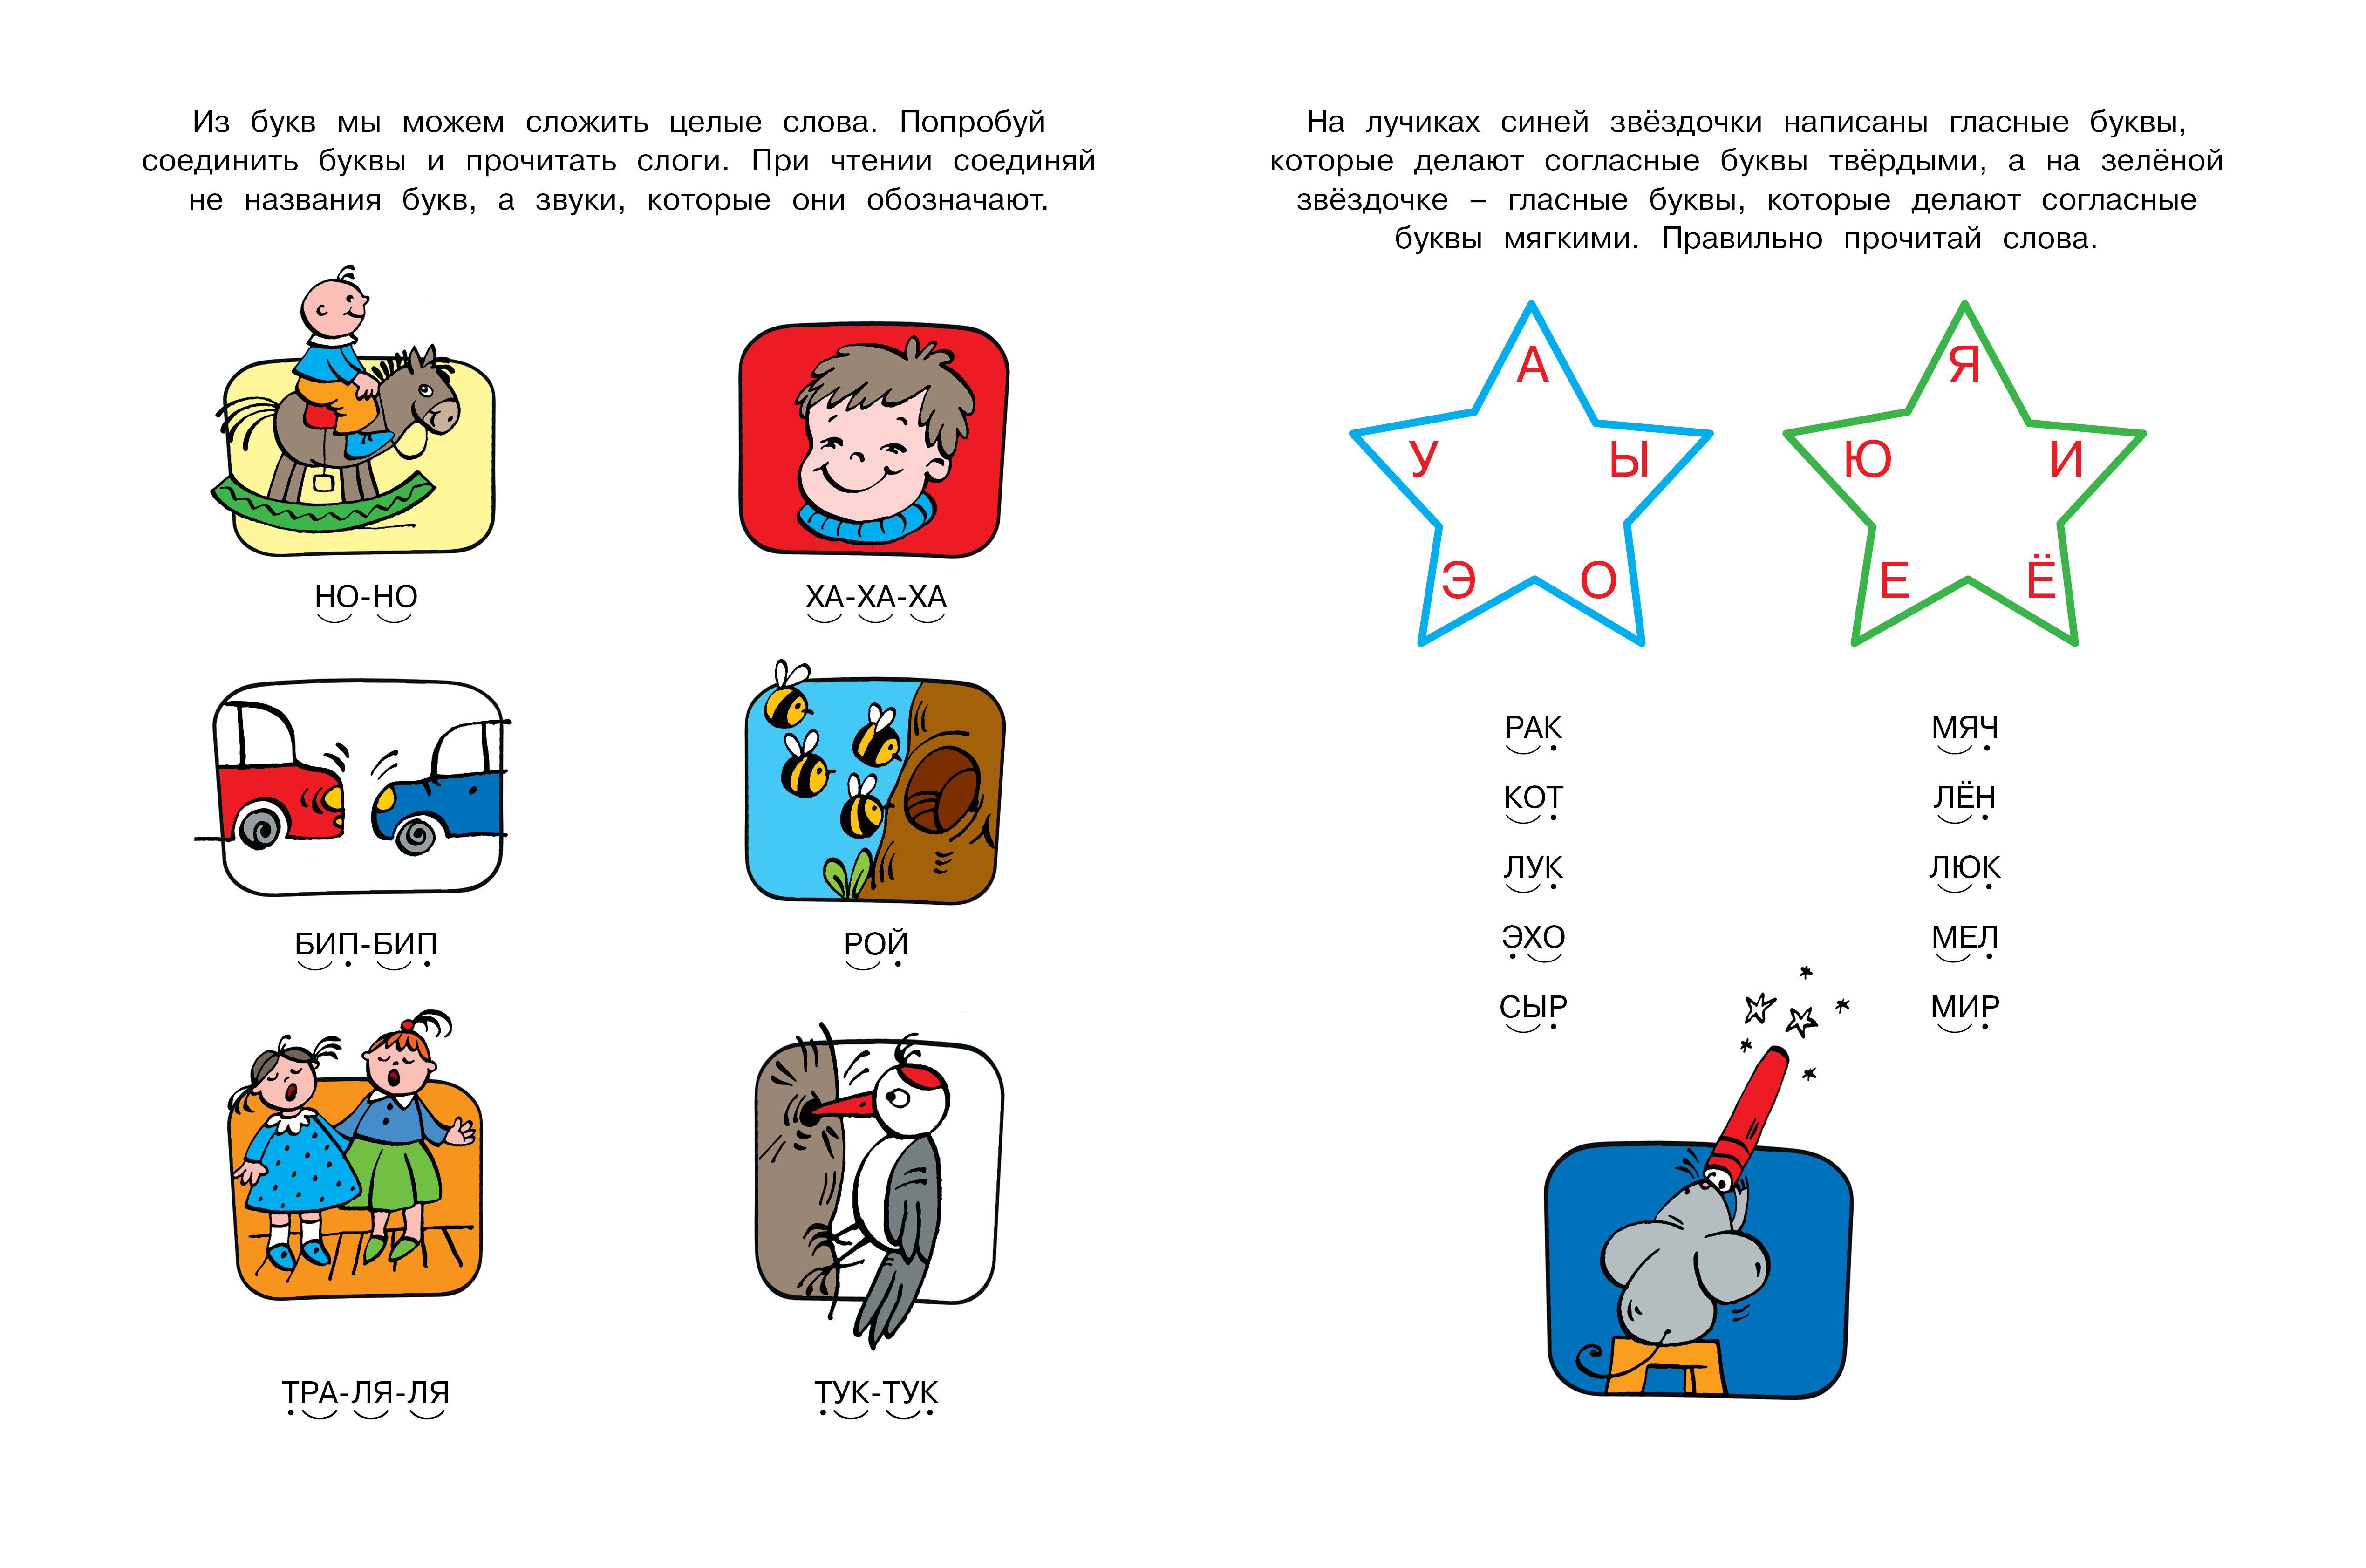 Из букв мы можем сложить целые слова. Попробуй
соединить буквы и прочитать слоги. При чтении соединяй
не названия букв, а звуки, которые они обозначают.
НО-НО
ХА-ХА-ХА
БИП-БИП
РОЙ
ТРА-ЛЯ-ЛЯ
ТУК-ТУК
На лучиках синей звёздочки написаны гласные буквы,
которые делают согласные буквы твёрдыми, а на зелёной
звёздочке – гласные буквы, которые делают согласные
буквы мягкими. Правильно прочитай слова.
А
У Ы
Э О
Я
Ю И
Е Ё
РАК
КОТ
ЛУК
ЭХО
СЫР
МЯЧ
ЛЁН
ЛЮК
МЕЛ
МИР